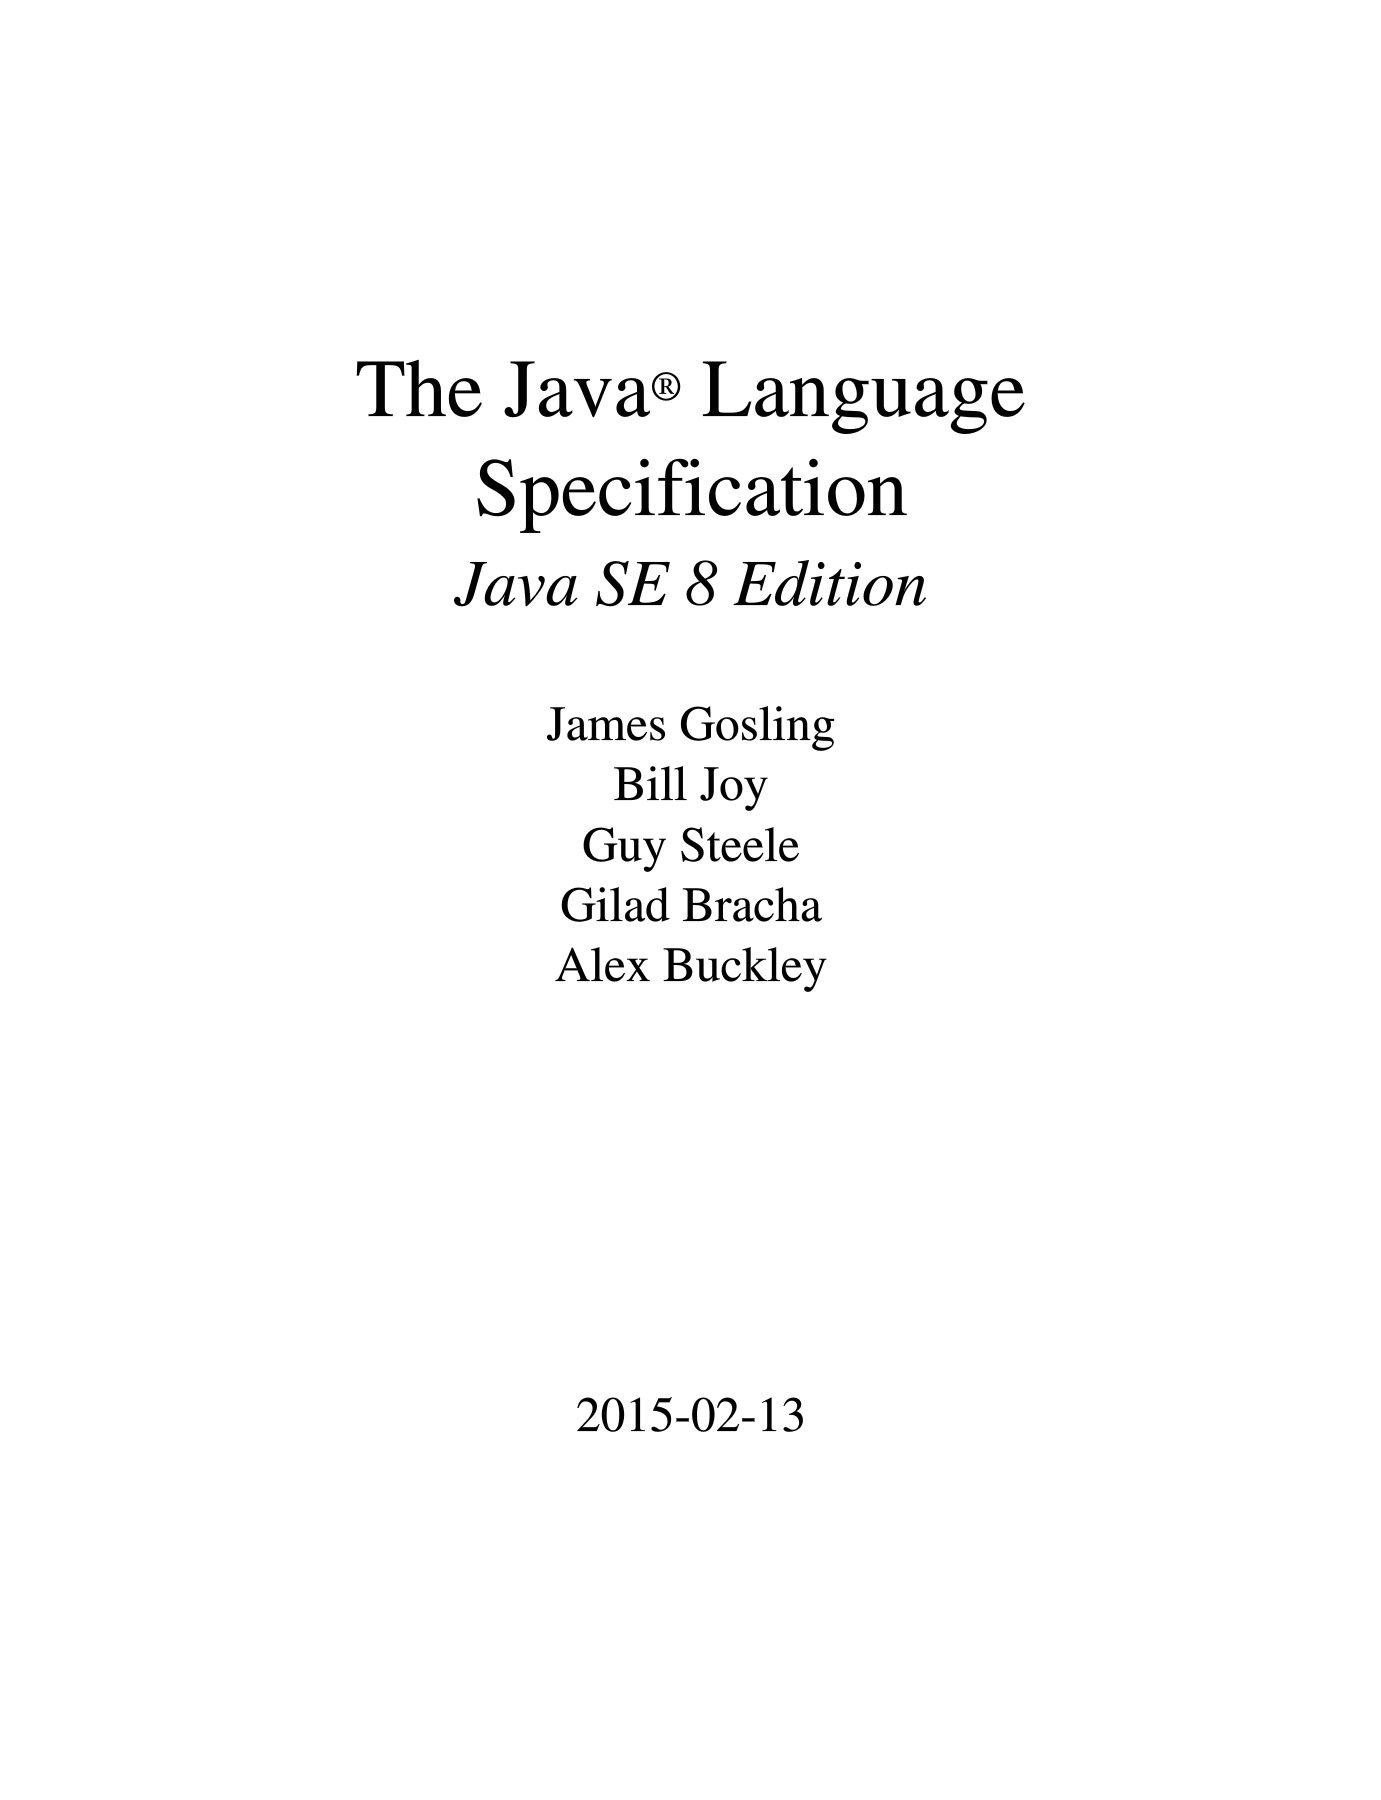 The Java® Language
Specification
Java SE 8 Edition
James Gosling
Bill Joy
Guy Steele
Gilad Bracha
Alex Buckley
2015-02-13